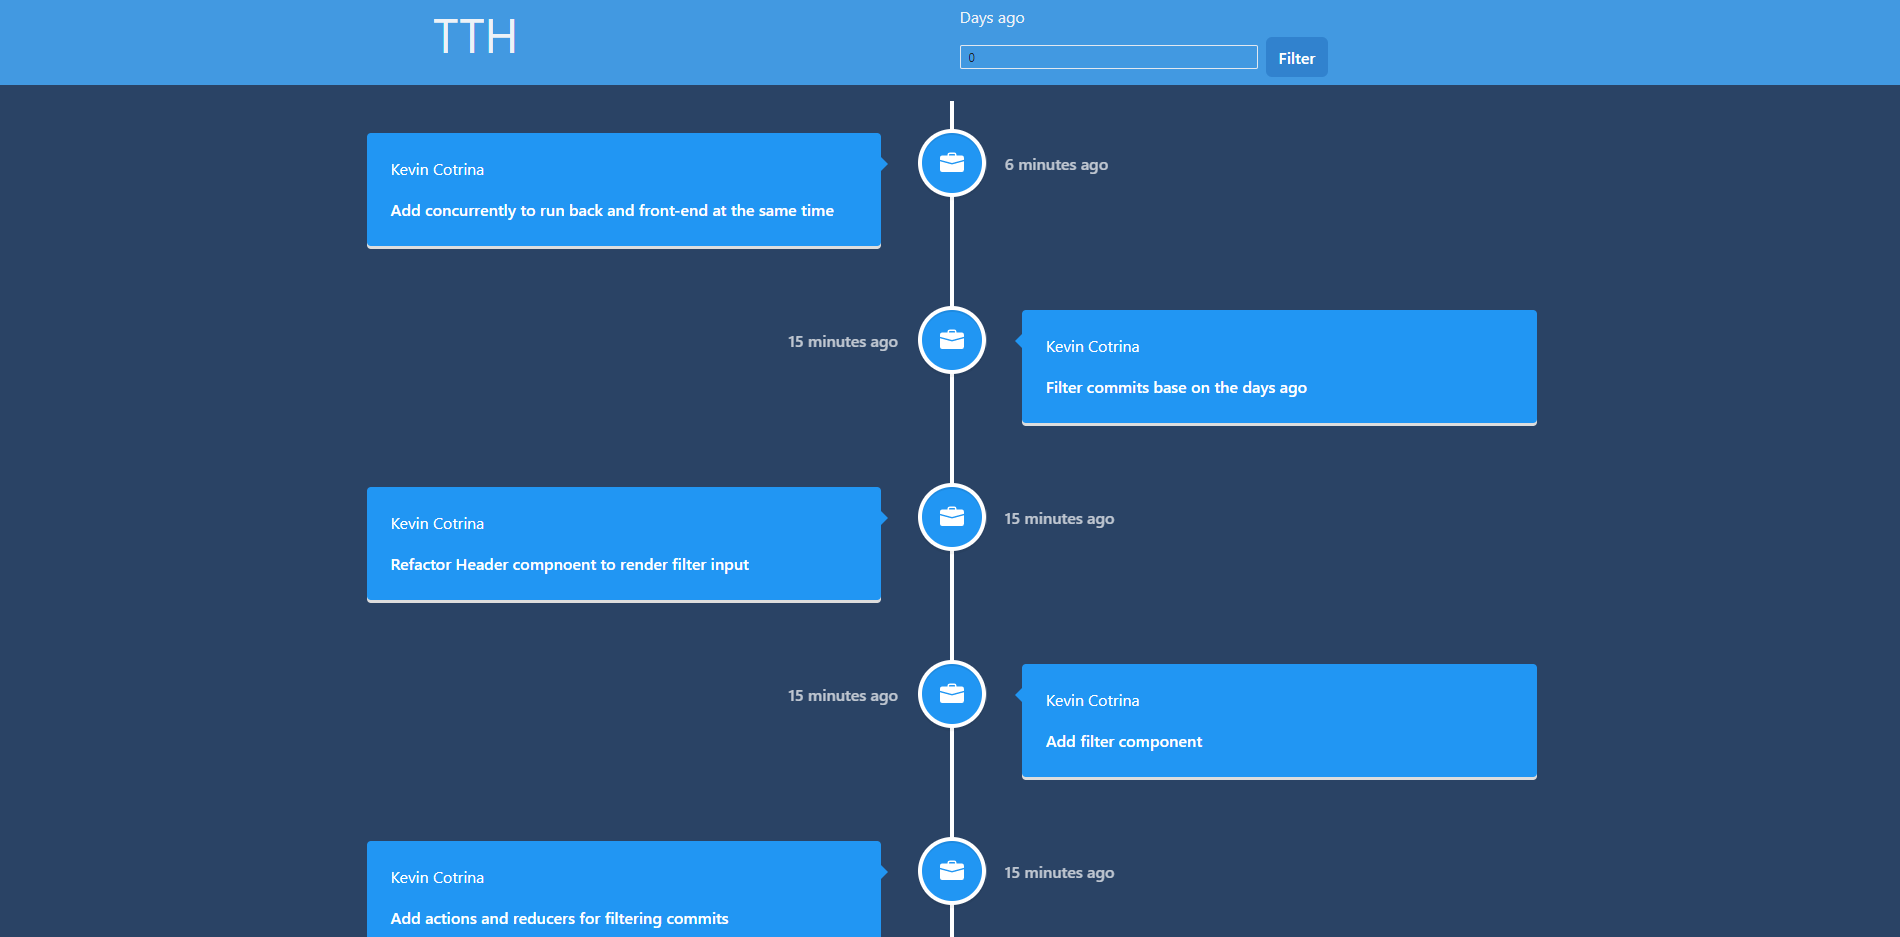 TTH
Days ago
0
Filter
Kevin Cotrina
Add concurrently to run back and front-end at the same time
6 minutes ago
15 minutes ago
Kevin Cotrina
Filter commits base on the days ago
Kevin Cotrina
Refactor Header compnoent to render filter input
15 minutes ago
15 minutes ago
Kevin Cotrina
Add filter component
Kevin Cotrina
Add actions and reducers for filtering commits
15 minutes ago